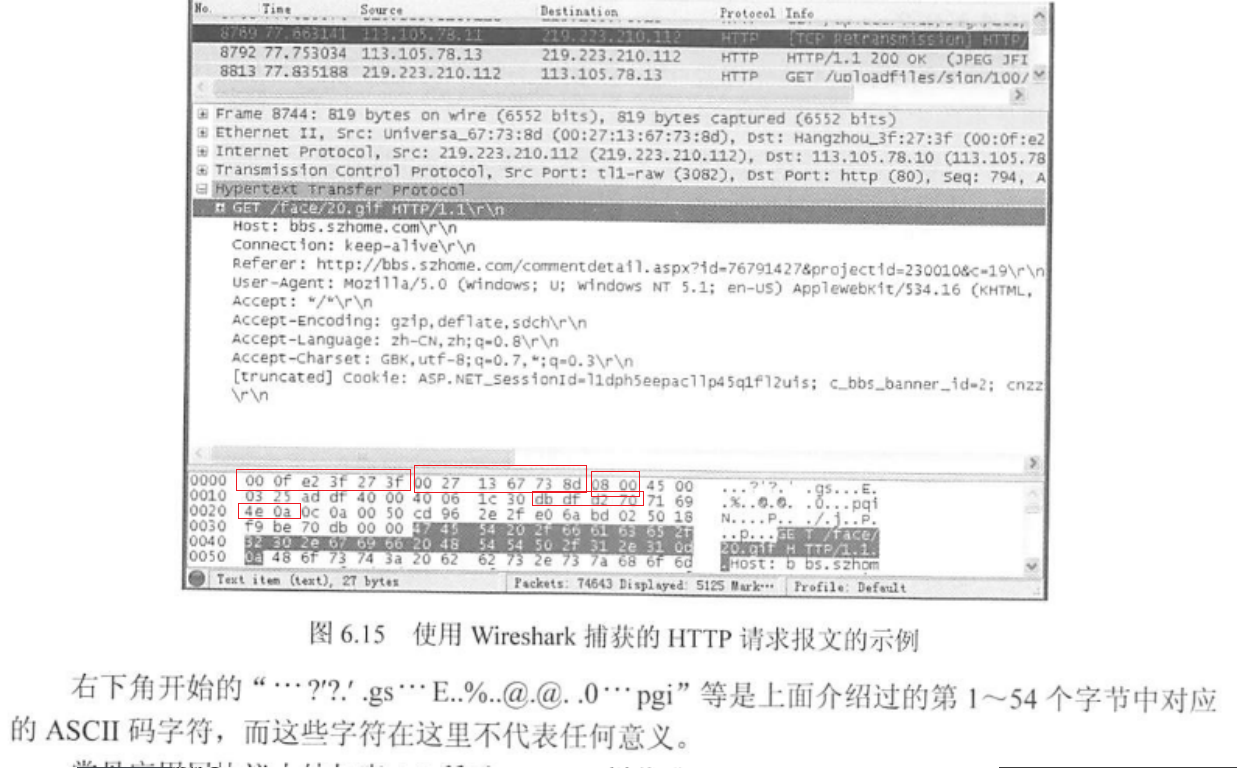 No. Time Source Destination Protocol Info
8769 77.663141 113.105.78.11 219.223.210.112 HTTP [TCP Retransmission] HTTP/
8792 77.753034 113.105.78.13 219.223.210.112 HTTP HTTP/1.1 200 OK (JPEG JFI
8813 77.835188 219.223.210.112 113.105.78.13 HTTP GET /uploadfiles/sion/100/
Frame 8744: 819 bytes on wire (6552 bits), 819 bytes captured (6552 bits)
Ethernet II, Src: Universa_67:73:8d (00:27:13:67:73:8d), Dst: Hangzhou_3f:27:3f (00:0f:e2
Internet Protocol, Src: 219.223.210.112 (219.223.210.112), Dst: 113.105.78.10 (113.105.78
Transmission Control Protocol, Src Port: tl1-raw (3082), Dst Port: http (80), Seq: 794, A
Hypertext Transfer Protocol
GET /face/20.gif HTTP/1.1\r\n
Host: bbs.szhome.com\r\n
Connection: keep-alive\r\n
Referer: http://bbs.szhome.com/commentdetail.aspx?id=76791427&projectid=230010&c=19\r\n
User-Agent: Mozilla/5.0 (Windows; U; Windows NT 5.1; en-US) AppleWebKit/534.16 (KHTML,
Accept: */*\r\n
Accept-Encoding: gzip,deflate,sdch\r\n
Accept-Language: zh-CN,zh;q=0.8\r\n
Accept-Charset: GBK,utf-8;q=0.7,*;q=0.3\r\n
[truncated] Cookie: ASP.NET_SessionId=l1dph5eepacllp45q1fl2uis; c_bbs_banner_id=2; cnzz
\r\n
0000 00 0f e2 3f 27 3f 00 27 13 67 73 8d 08 00 45 00 ...?'?.' .gs...E.
0010 03 25 ad df 40 00 40 06 1c 30 db df d2 70 71 69 .%..@.@. .0...pqi
0020 4e 0a 0c 0a 00 50 cd 96 2e 2f e0 6a bd 02 50 18 N....P.. ./.j..P.
0030 f9 be 70 db 00 00 47 45 54 20 2f 66 61 63 65 2f ..p...GE T /face/
0040 32 30 2e 67 69 66 20 48 54 54 50 2f 31 2e 31 0d 20.gif H TTP/1.1.
0050 0a 48 6f 73 74 3a 20 62 62 73 2e 73 7a 68 6f 6d .Host: b bs.szhom
Text item (text), 27 bytes Packets: 74643 Displayed: 5125 Mark··· Profile: Default
图 6.15 使用 Wireshark 捕获的 HTTP 请求报文的示例
右下角开始的“…?'?.' .gs…E..%..@.@. .0…pgi”等是上面介绍过的第 1～54 个字节中对应
的 ASCII 码字符，而这些字符在这里不代表任何意义。